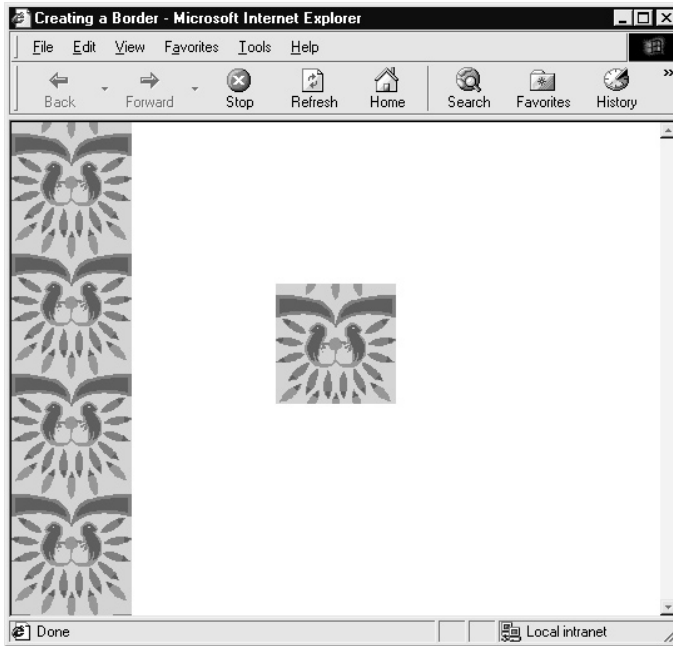 Creating a Border - Microsoft Internet Explorer
File Edit View Favorites Tools Help
Back Forward Stop Refresh Home Search Favorites History »
Done Local intranet